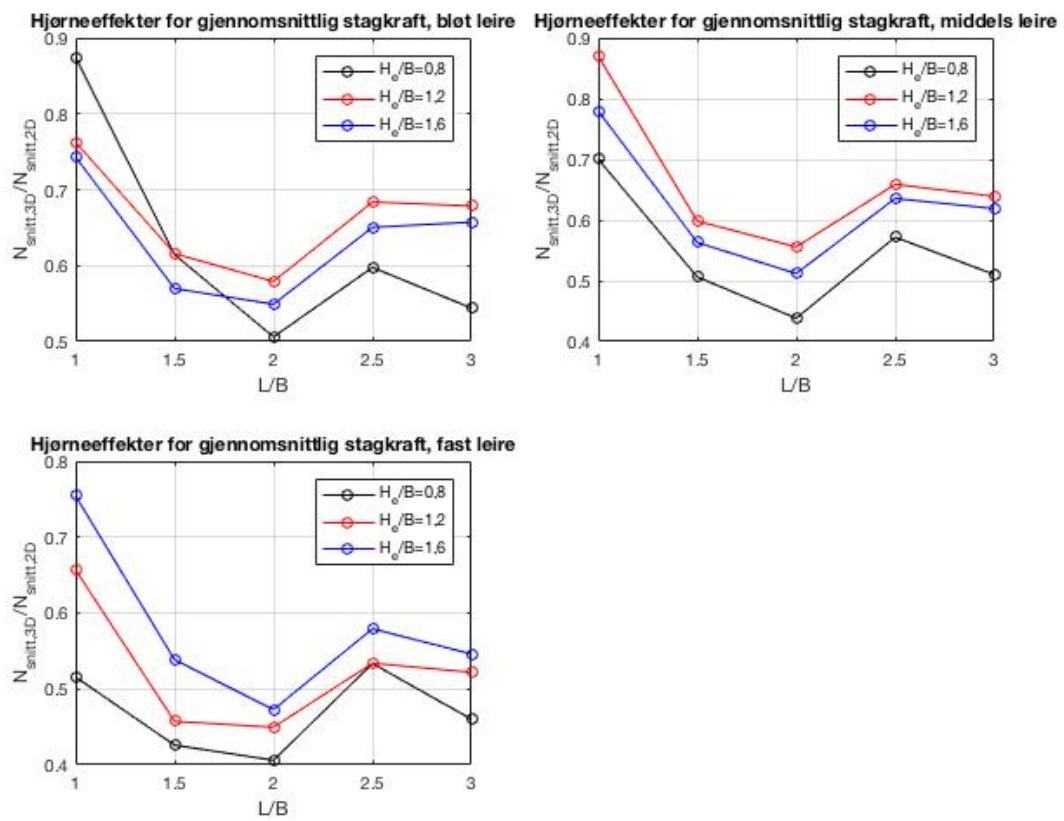 Hjørneeffekter for gjennomsnittlig stagkraft, bløt leire
0.9
0.8
0.7
0.6
0.5
N_snitt,3D/N_snitt,2D
H_e/B=0,8
H_e/B=1,2
H_e/B=1,6
1
1.5
2
2.5
3
L/B
Hjørneeffekter for gjennomsnittlig stagkraft, middels leire
0.9
0.8
0.7
0.6
0.5
0.4
N_snitt,3D/N_snitt,2D
H_e/B=0,8
H_e/B=1,2
H_e/B=1,6
1
1.5
2
2.5
3
L/B
Hjørneeffekter for gjennomsnittlig stagkraft, fast leire
0.8
0.7
0.6
0.5
0.4
N_snitt,3D/N_snitt,2D
H_e/B=0,8
H_e/B=1,2
H_e/B=1,6
1
1.5
2
2.5
3
L/B